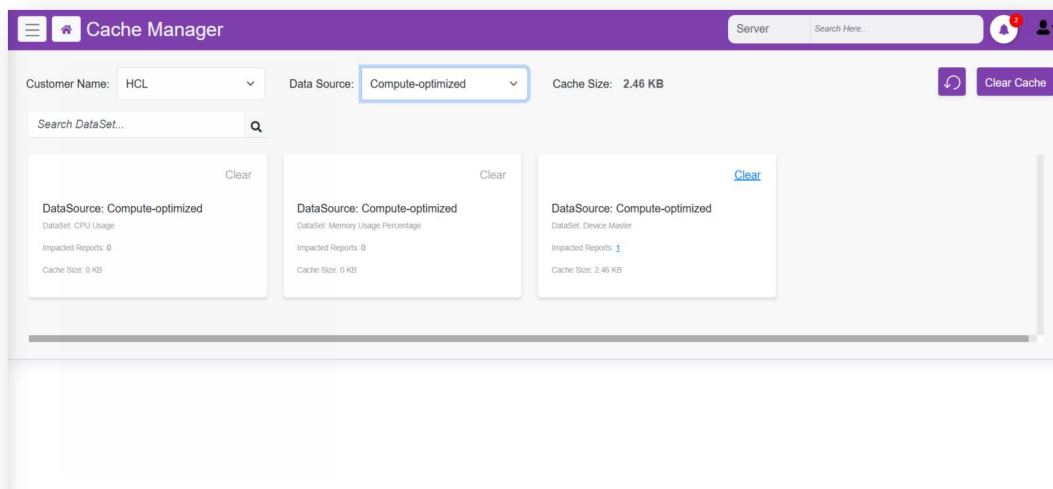 Cache Manager
Server
Search Here..
2
Customer Name: HCL
Data Source: Compute-optimized
Cache Size: 2.46 KB
Clear Cache
Search DataSet...
Clear
DataSource: Compute-optimized
DataSet: CPU Usage
Impacted Reports: 0
Cache Size: 0 KB
Clear
DataSource: Compute-optimized
DataSet: Memory Usage Percentage
Impacted Reports: 0
Cache Size: 0 KB
Clear
DataSource: Compute-optimized
DataSet: Device Master
Impacted Reports: 1
Cache Size: 2.46 KB